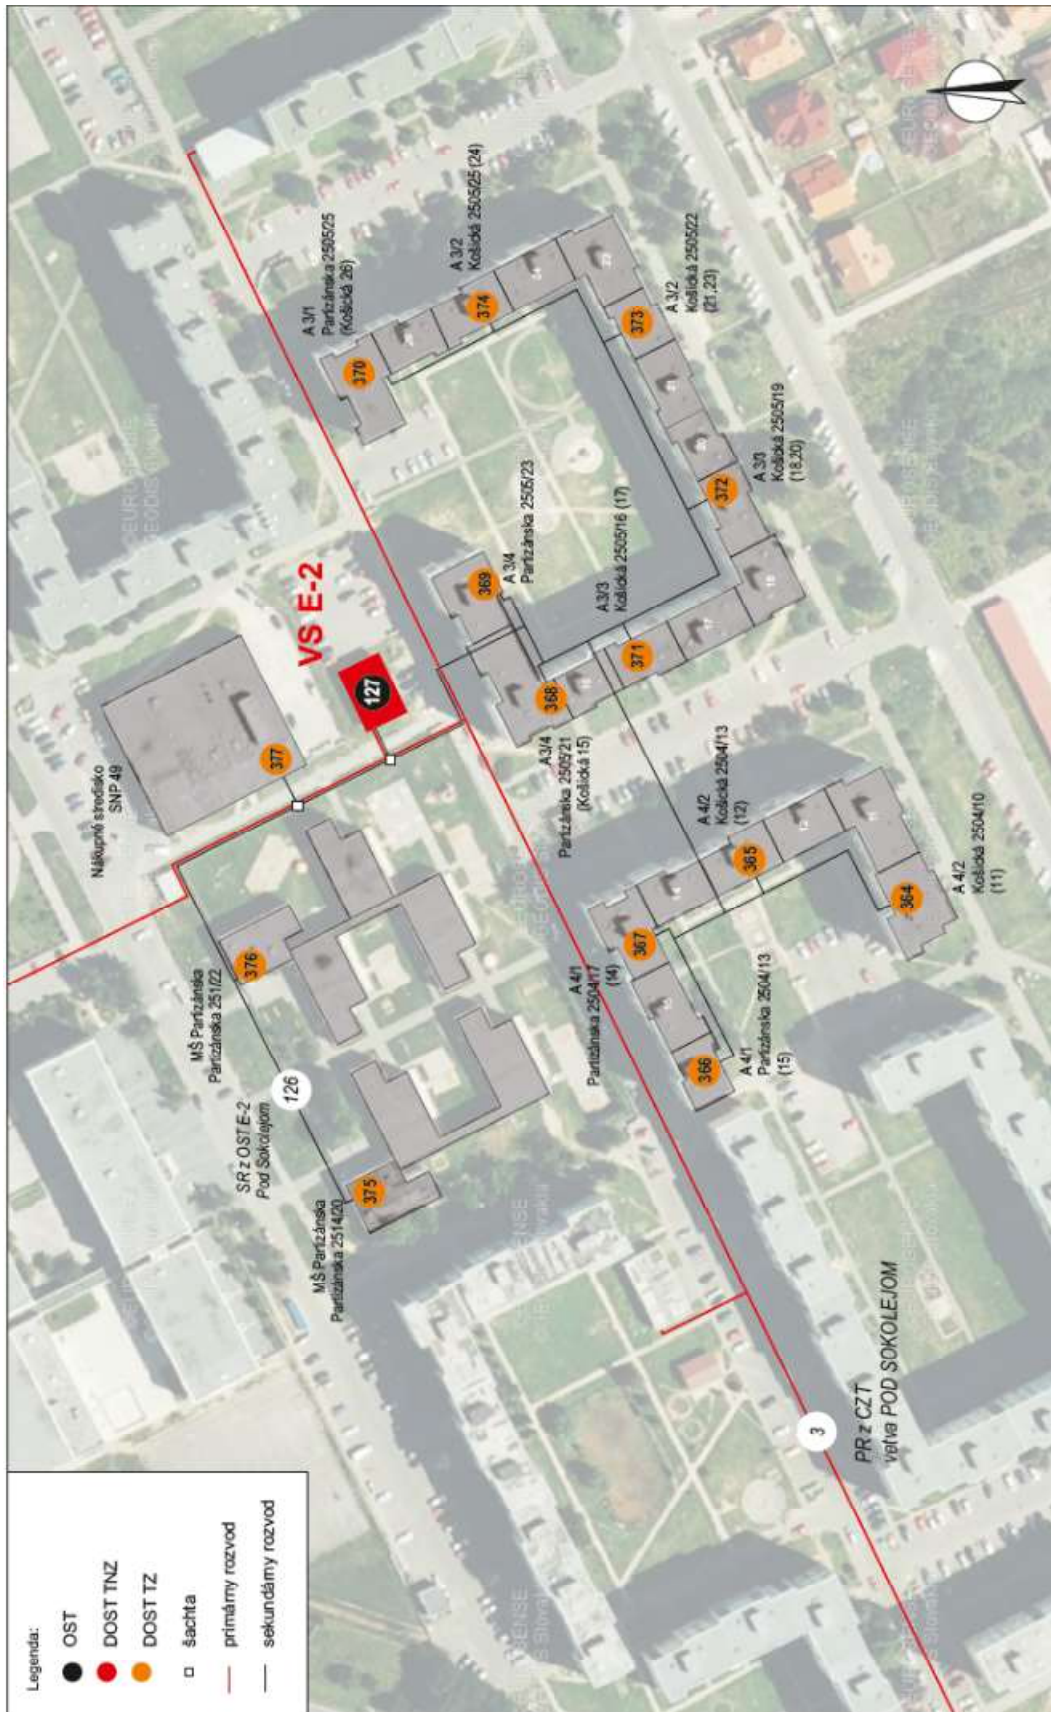 Legenda:
OST
DOST TNZ
DOST TZ
šachta
primárny rozvod
sekundárny rozvod
MŠ Partizánska
Partizánska 2514/20
375
SR z OST E-2
Pod Sokolejom
126
MŠ Partizánska
Partizánska 251/22
376
Nákupné stredisko
SNP 49
377
VS E-2
127
A 3/1
Partizánska 2505/25
(Košická 26)
370
A 3/2
Košická 2505/25 (24)
374
24
23
A 3/2
Košická 2505/22
(21,23)
373
A 3/3
Košická 2505/19
(18,20)
372
18
A 3/4
Partizánska 2505/23
369
A 3/3
Košická 2505/16 (17)
371
A3/4
Partizánska 2505/21
(Košická 15)
368
A 4/2
Košická 2504/13
(12)
365
12
11
A 4/2
Košická 2504/10
(11)
364
A 4/1
Partizánska 2504/17
(14)
367
A 4/1
Partizánska 2504/13
(15)
366
3
PR z CZT
vetva POD SOKOLEJOM